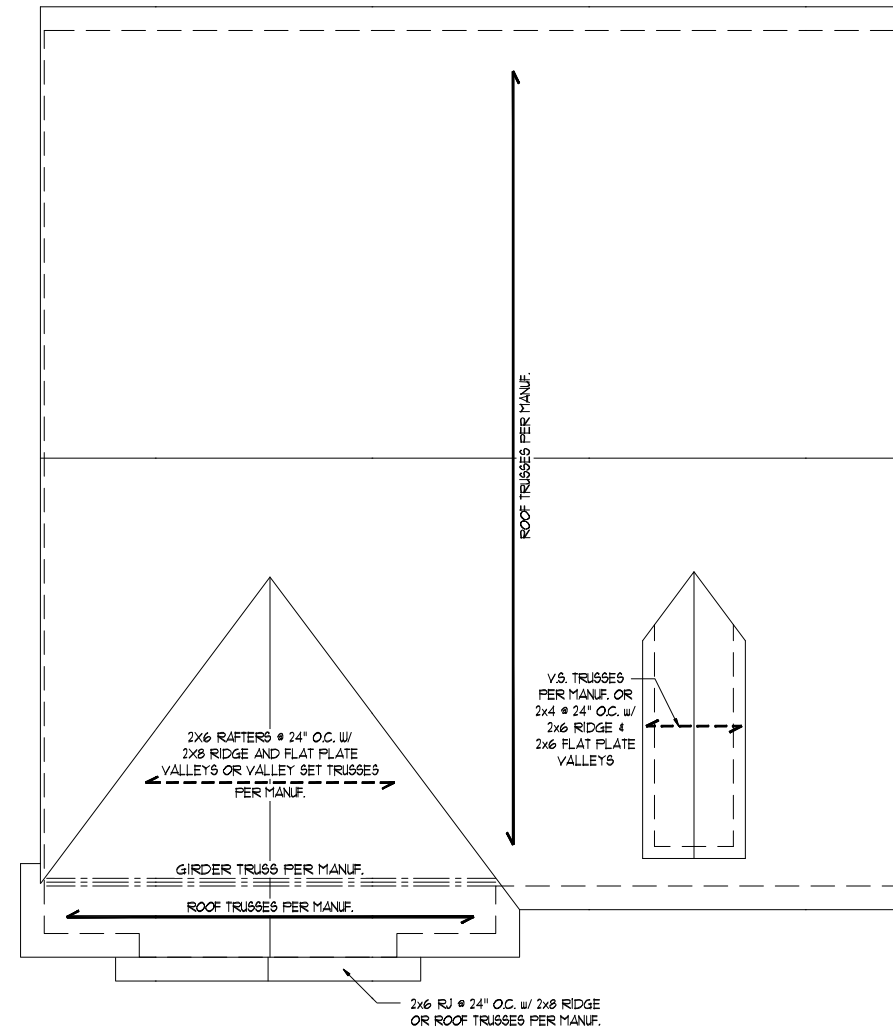 ROOF TRUSSES PER MANUF.
V.S. TRUSSES
PER MANUF. OR
2x4 @ 24" O.C. w/
2x6 RIDGE &
2x6 FLAT PLATE
VALLEYS
2X6 RAFTERS @ 24" O.C. W/
2X8 RIDGE AND FLAT PLATE
VALLEYS OR VALLEY SET TRUSSES
PER MANUF.
GIRDER TRUSS PER MANUF.
ROOF TRUSSES PER MANUF.
2x6 RJ @ 24" O.C. w/ 2x8 RIDGE
OR ROOF TRUSSES PER MANUF.